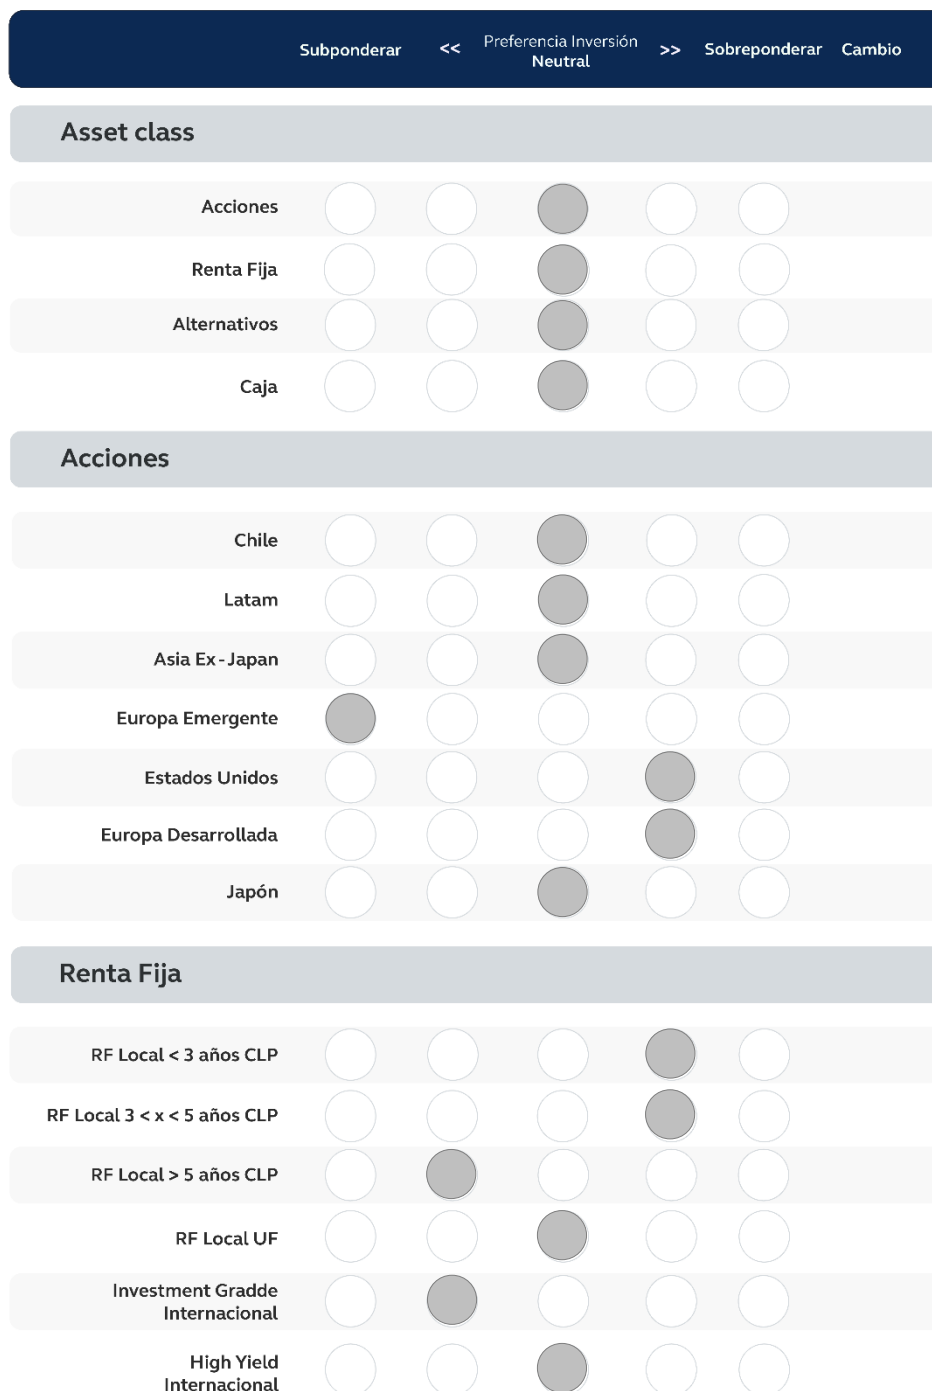 Subponderar << Preferencia Inversión >> Sobreponderar Cambio
Neutral
Asset class
Acciones
Renta Fija
Alternativos
Caja
Acciones
Chile
Latam
Asia Ex - Japan
Europa Emergente
Estados Unidos
Europa Desarrollada
Japón
Renta Fija
RF Local < 3 años CLP
RF Local 3 < x < 5 años CLP
RF Local > 5 años CLP
RF Local UF
Investment Gradde
Internacional
High Yield
Internacional